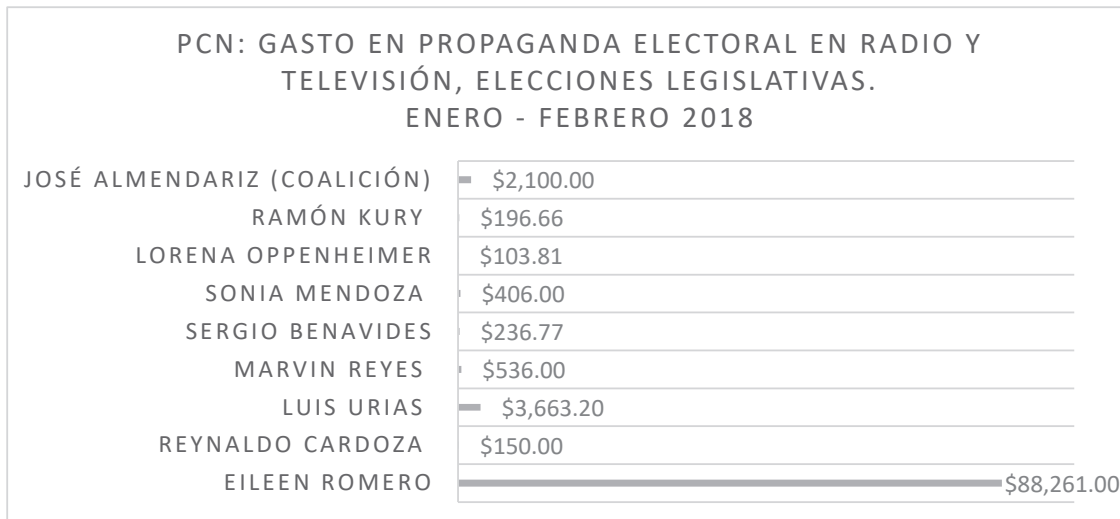 PCN: GASTO EN PROPAGANDA ELECTORAL EN RADIO Y
TELEVISIÓN, ELECCIONES LEGISLATIVAS.
ENERO - FEBRERO 2018
JOSÉ ALMENDARIZ (COALICIÓN) $2,100.00
RAMÓN KURY $196.66
LORENA OPPENHEIMER $103.81
SONIA MENDOZA $406.00
SERGIO BENAVIDES $236.77
MARVIN REYES $536.00
LUIS URIAS $3,663.20
REYNALDO CARDOZA $150.00
EILEEN ROMERO $88,261.00